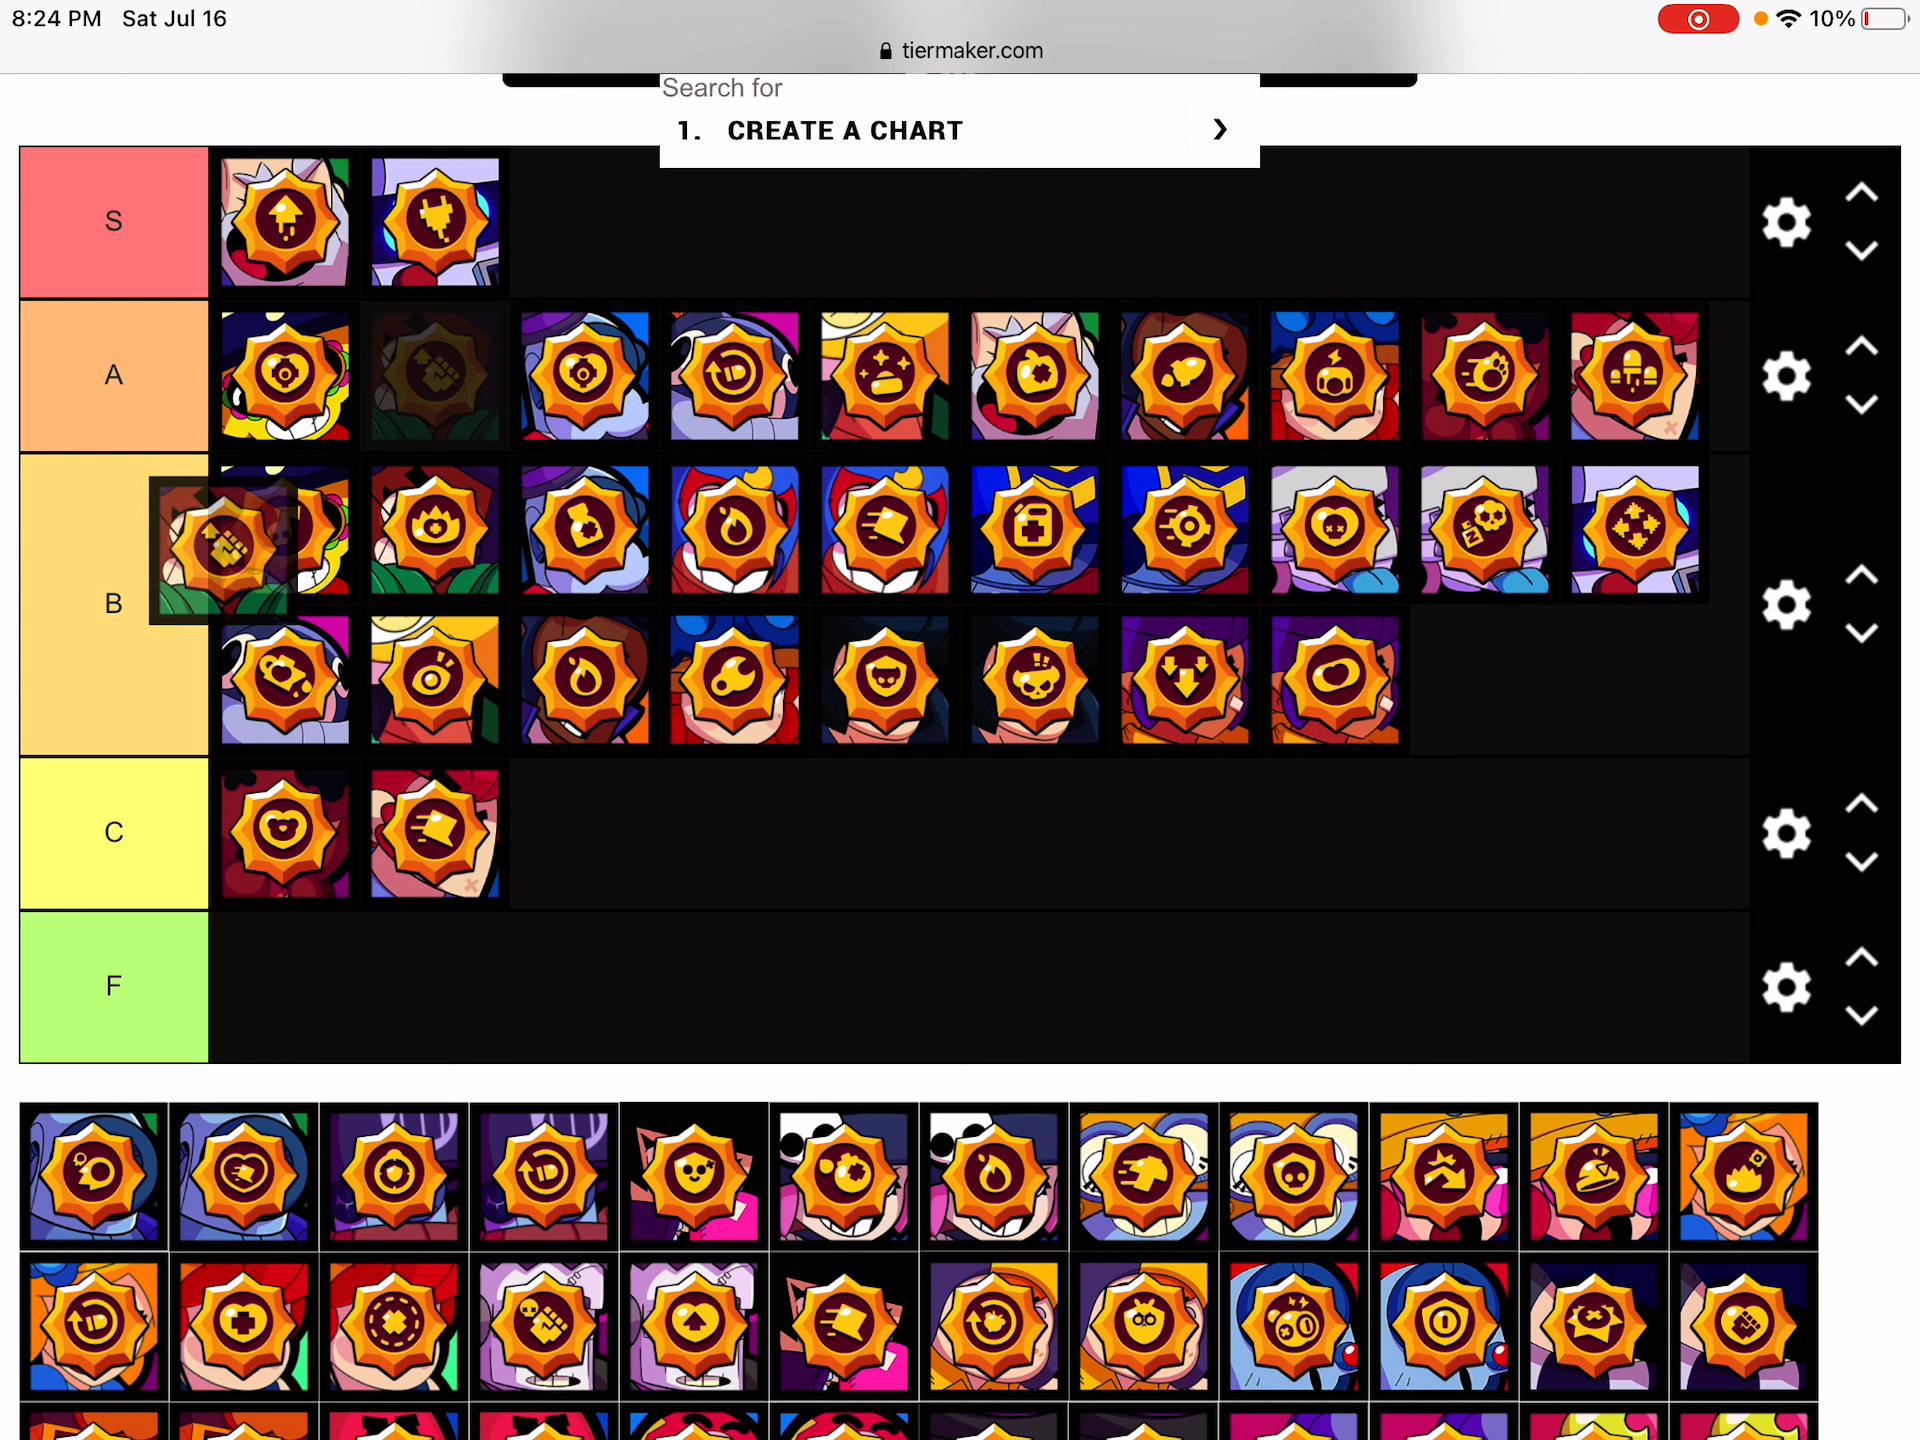 8:24 PM Sat Jul 16
10%
tiermaker.com
Search for
1. CREATE A CHART
S
A
B
C
F